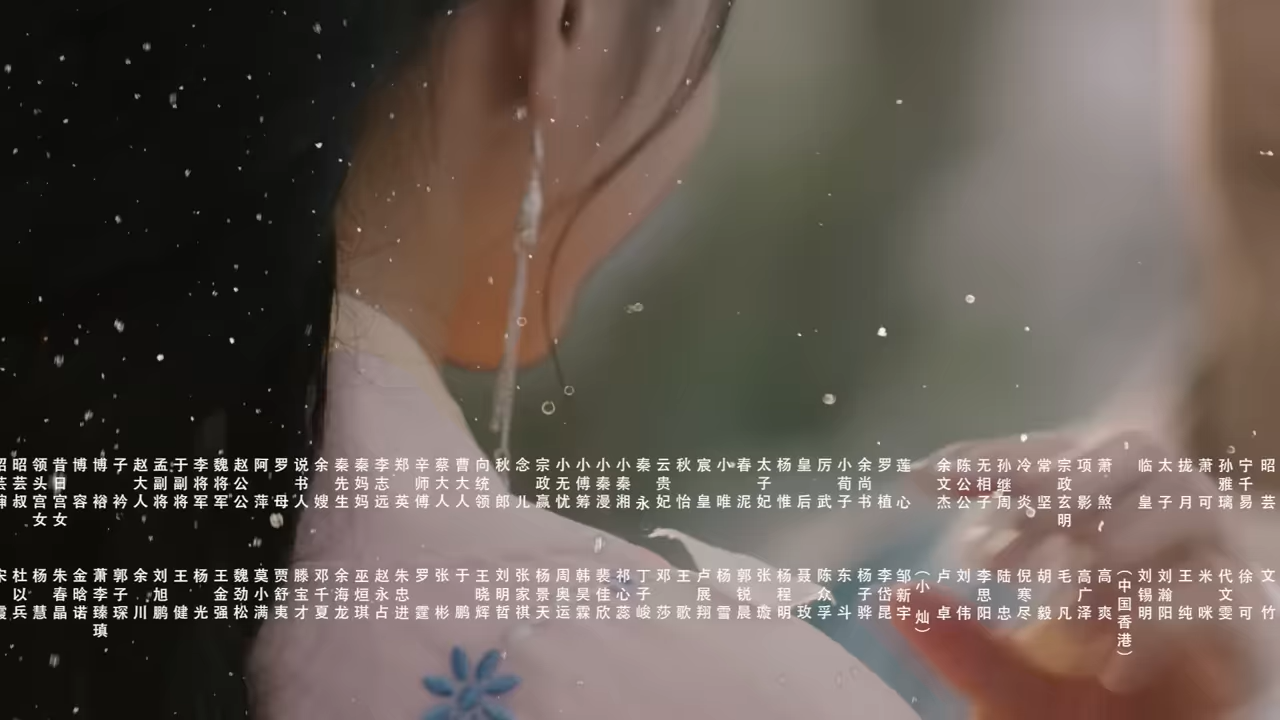 昭芸 文竹
宁千易 徐可
孙雅璃 代文雯
萧可 米咪
拢月 王纯
太子 刘瀚阳
临皇 刘锡明
（中国香港）
萧煞 高爽
项影 高广泽
宗政玄明 毛凡
常坚 胡毅
冷炎 倪寒尽
孙继周 陆忠
无相子 李思阳
陈公公 刘伟
余文杰 卢卓
（小灿）
莲心 邹新宇
罗植 李岱昆
余尚书 杨子骅
小荀子 东斗
厉武 陈众孚
皇后 聂玫
杨惟 杨程明
太子妃 张璇
春泥 郭锐晨
小唯 杨雪
宸皇 卢展翔
秋怡 王歌
云贵妃 邓莎
秦永 丁子峻
小秦湘 祁心蕊
小秦漫 裴佳欣
小傅筹 韩昊霖
小无忧 周奥运
宗政赢 杨景天
念儿 张家祺
秋郎 刘明哲
向统领 王晓辉
曹大人 于鹏
蔡大人 张彬
辛师傅 罗霆
郑英 朱进忠
李志远 赵永占
秦妈妈 巫烜琪
秦先生 余海龙
余嫂 邓千夏
说书人 滕宝才
罗母 贾舒夷
阿萍 莫小满
赵公公 魏劲松
魏将军 王金强
李将军 杨光
于副将 王健
孟副将 刘旭鹏
赵大人 余川
子衿 郭子琛
博裕 萧李臻瑱
博容 金晗诺
昔日宫女 朱春晶
领芸宫女 杨慧
昭芸叔 杜以兵